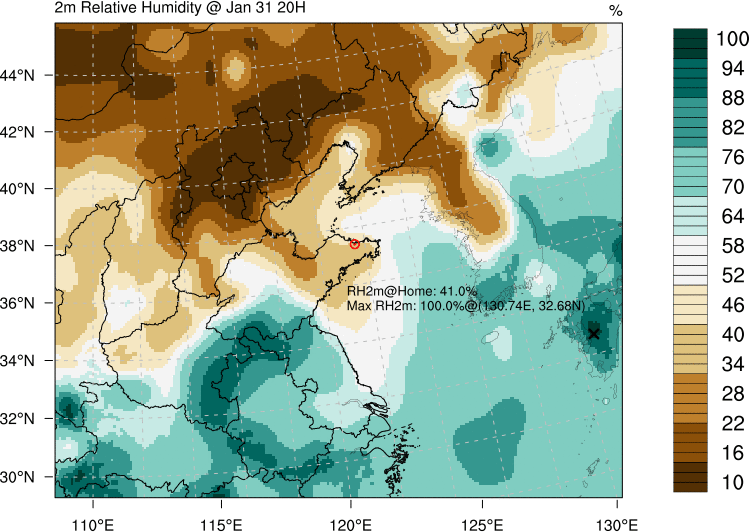 2m Relative Humidity @ Jan 31 20H
%
44°N
42°N
40°N
38°N
36°N
34°N
32°N
30°N
RH2m@Home: 41.0%
Max RH2m: 100.0%@(130.74E, 32.68N)
110°E
115°E
120°E
125°E
130°E
100
94
88
82
76
70
64
58
52
46
40
34
28
22
16
10